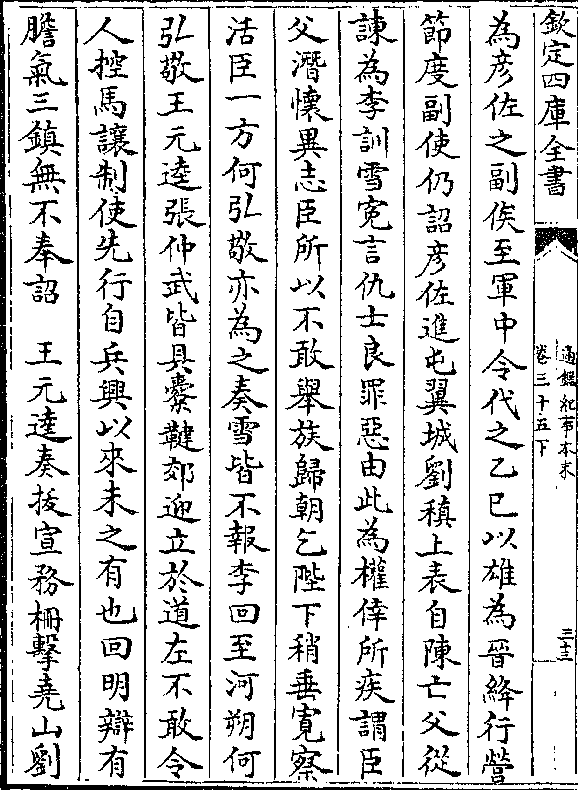 欽定四庫全書
通鑑紀事本末
卷三十五下
三十三
為彦佐之副俟至軍中令代之乙巳以雄為晉絳行營
節度副使仍詔彦佐進屯翼城劉稹上表自陳亡父從
諫為李訓雪寃言仇士良罪惡由此為權倖所疾謂臣
父潛懷異志臣所以不敢舉族歸朝乞陛下稍垂寛察
活臣一方何弘敬亦為之奏雪皆不報李回至河朔何
弘敬王元逵張仲武皆具櫜鞬郊迎立於道左不敢令
人控馬讓制使先行自兵興以來未之有也回明辯有
膽氣三鎮無不奉詔　王元逵奏拔宣務柵擊堯山劉